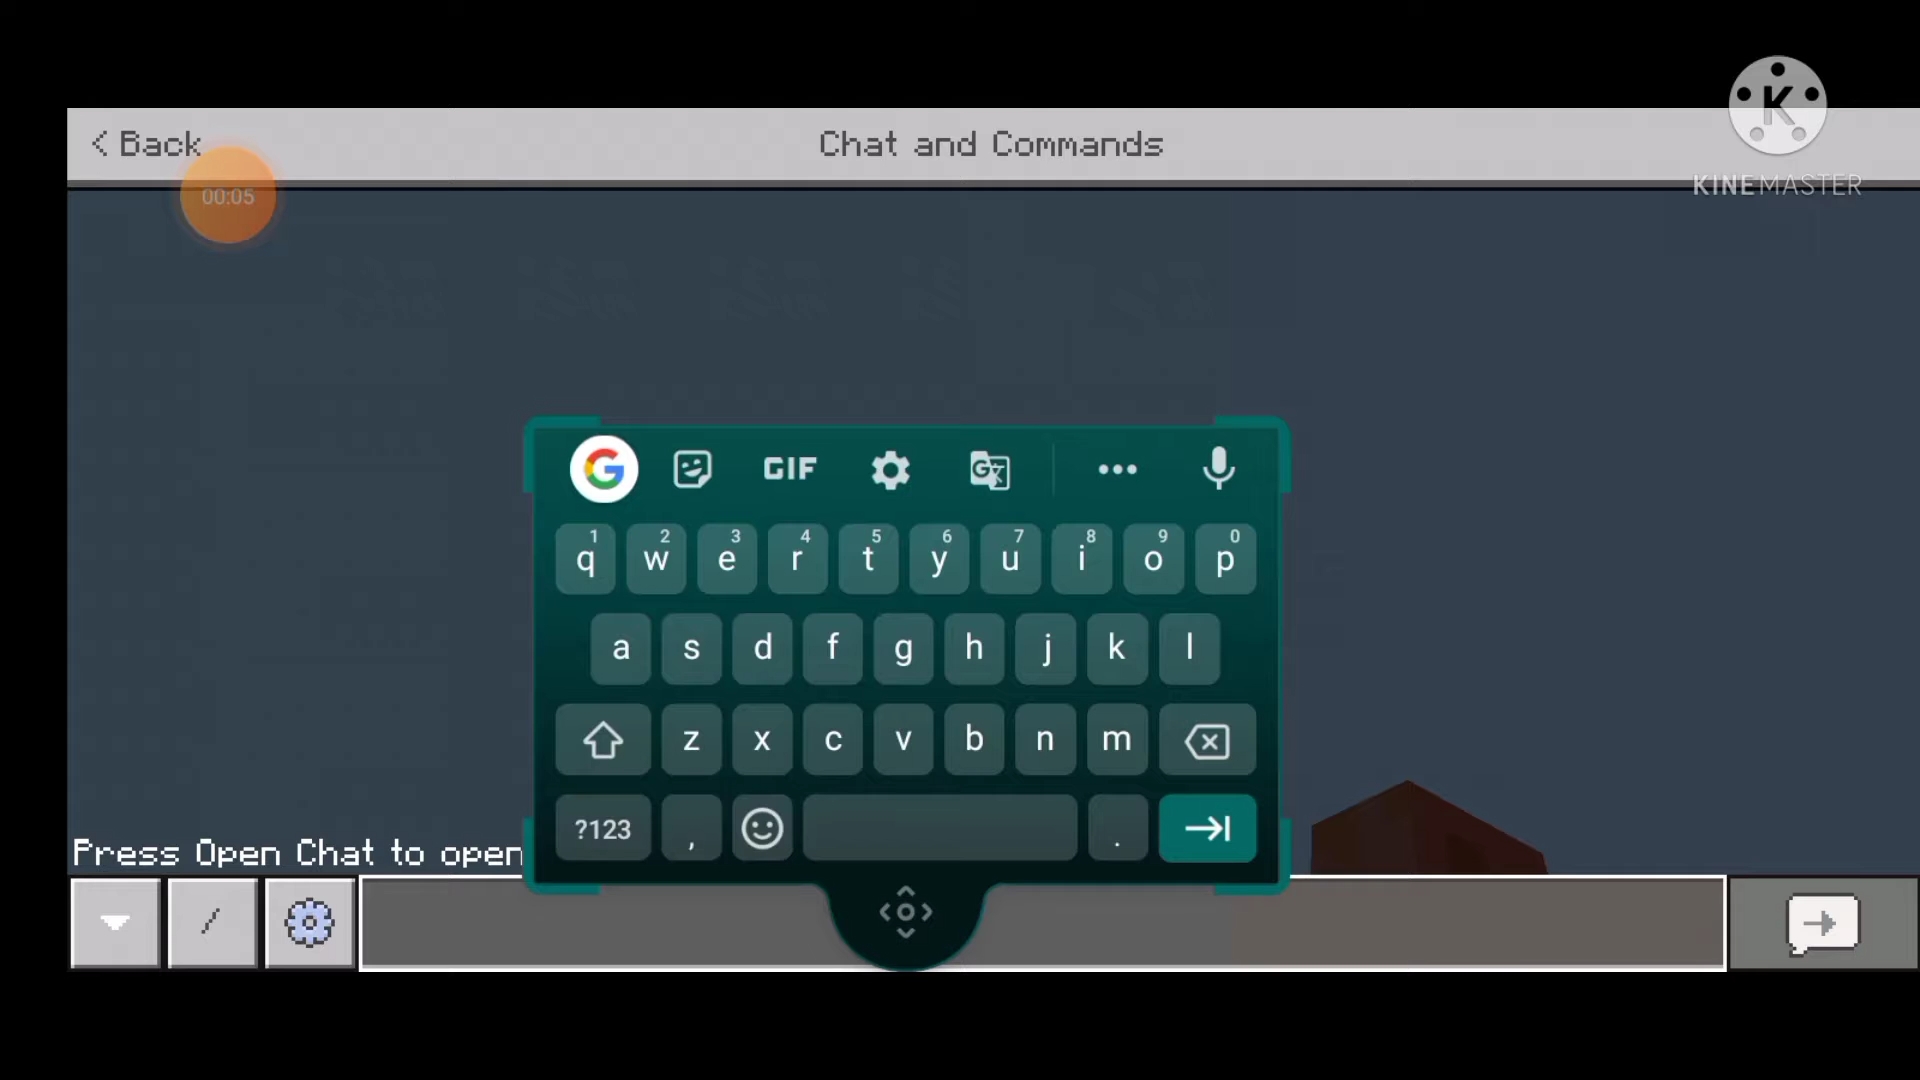 < Back
Chat and Commands
KINEMASTER
00:05
GIF
1 2 3 4 5 6 7 8 9 0
q w e r t y u i o p
a s d f g h j k l
z x c v b n m
?123 , .
Press Open Chat to open
/